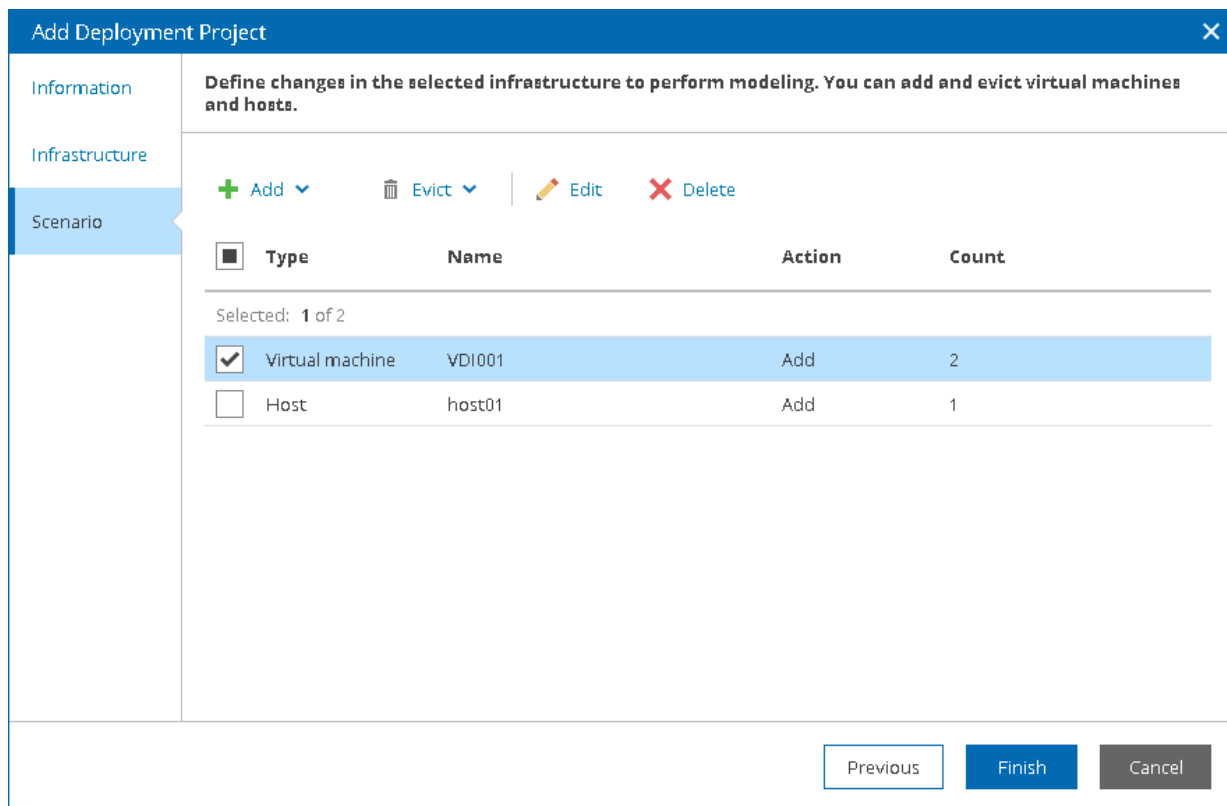 Add Deployment Project
Information
Define changes in the selected infrastructure to perform modeling. You can add and evict virtual machines
and hosts.
Infrastructure
Scenario
Add Evict Edit Delete
Type Name Action Count
Selected: 1 of 2
Virtual machine VDI001 Add 2
Host host01 Add 1
Previous Finish Cancel